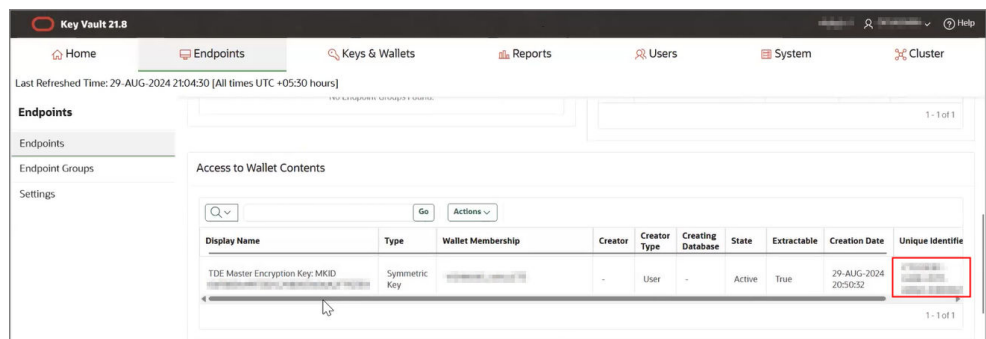 Key Vault 21.8
Help
Home
Endpoints
Keys & Wallets
Reports
Users
System
Cluster
Last Refreshed Time: 29-AUG-2024 21:04:30 [All times UTC +05:30 hours]
Endpoints
No Endpoint Groups Found.
1 - 1 of 1
Endpoints
Endpoint Groups
Settings
Access to Wallet Contents
Go
Actions
Display Name
Type
Wallet Membership
Creator
Creator
Type
Creating
Database
State
Extractable
Creation Date
Unique Identifie
TDE Master Encryption Key: MKID
Symmetric
Key
-
User
-
Active
True
29-AUG-2024
20:50:32
1 - 1 of 1